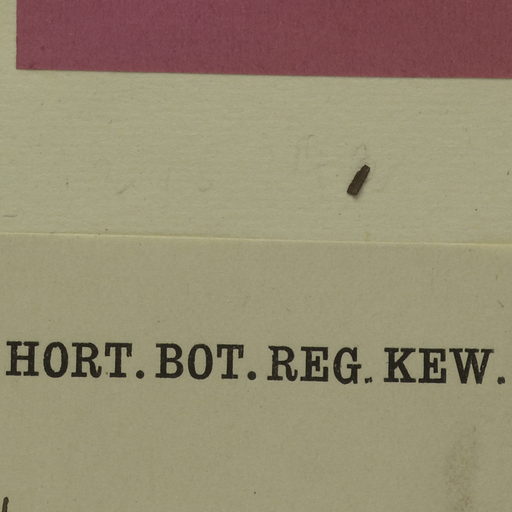 HORT. BOT. REG. KEW.